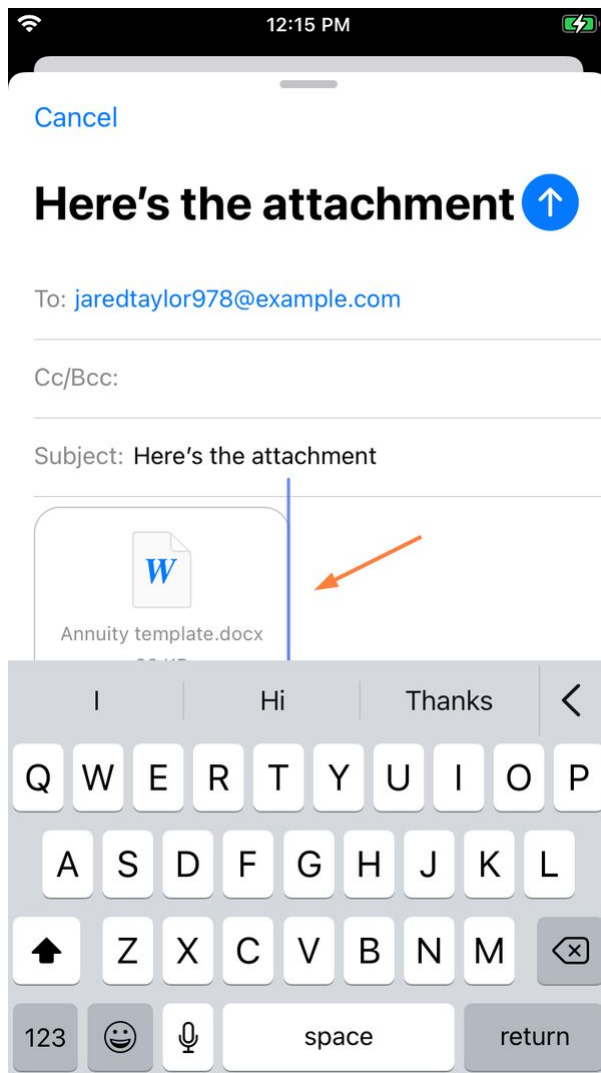 12:15 PM
Cancel
Here's the attachment
To: jaredtaylor978@example.com
Cc/Bcc:
Subject: Here's the attachment
W
Annuity template.docx
I Hi Thanks
Q W E R T Y U I O P
A S D F G H J K L
Z X C V B N M
123 space return